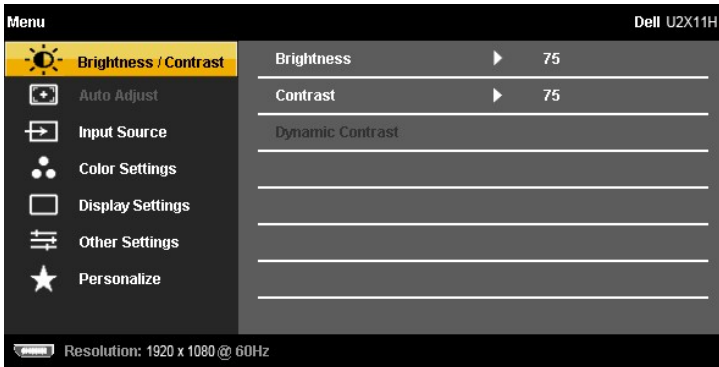 Menu Dell U2X11H
Brightness / Contrast Brightness 75
Auto Adjust Contrast 75
Input Source Dynamic Contrast
Color Settings
Display Settings
Other Settings
Personalize
Resolution: 1920 x 1080 @ 60Hz